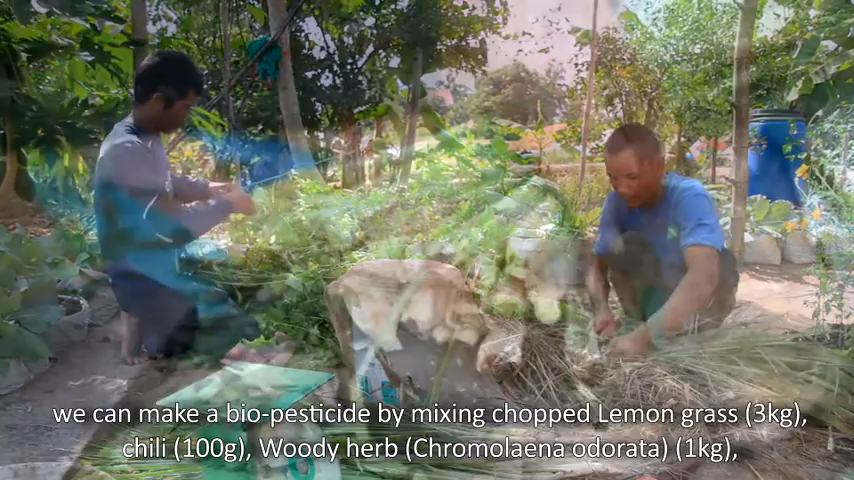 we can make a bio-pesticide by mixing chopped Lemon grass (3kg),
chili (100g), Woody herb (Chromolaena odorata) (1kg),